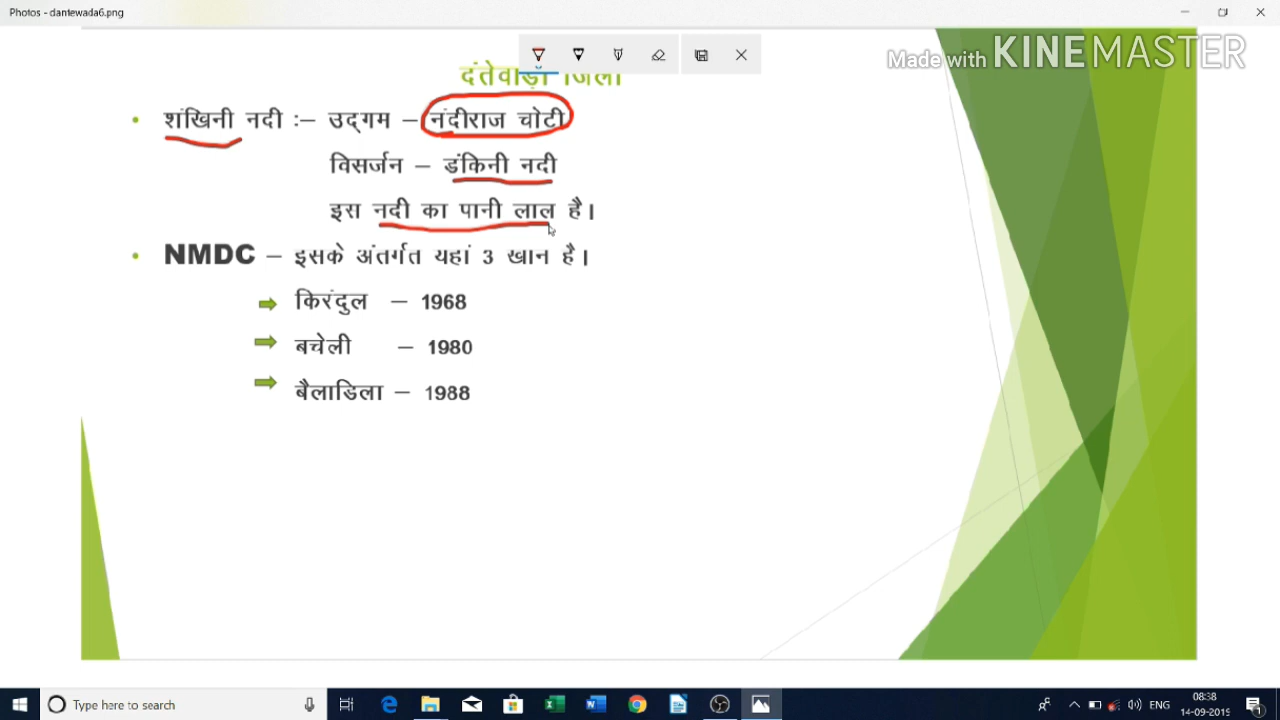 Photos - dantewada6.png
Made with KINEMASTER
दंतेवाड़ा जिला
• शंखिनी नदी :– उद्गम – नंदीराज चोटी
विसर्जन – डंकिनी नदी
इस नदी का पानी लाल है।
• NMDC – इसके अंतर्गत यहां 3 खान है।
किरंदुल – 1968
बचेली – 1980
बैलाडिला – 1988
Type here to search
ENG
08:38
14-09-2019
1